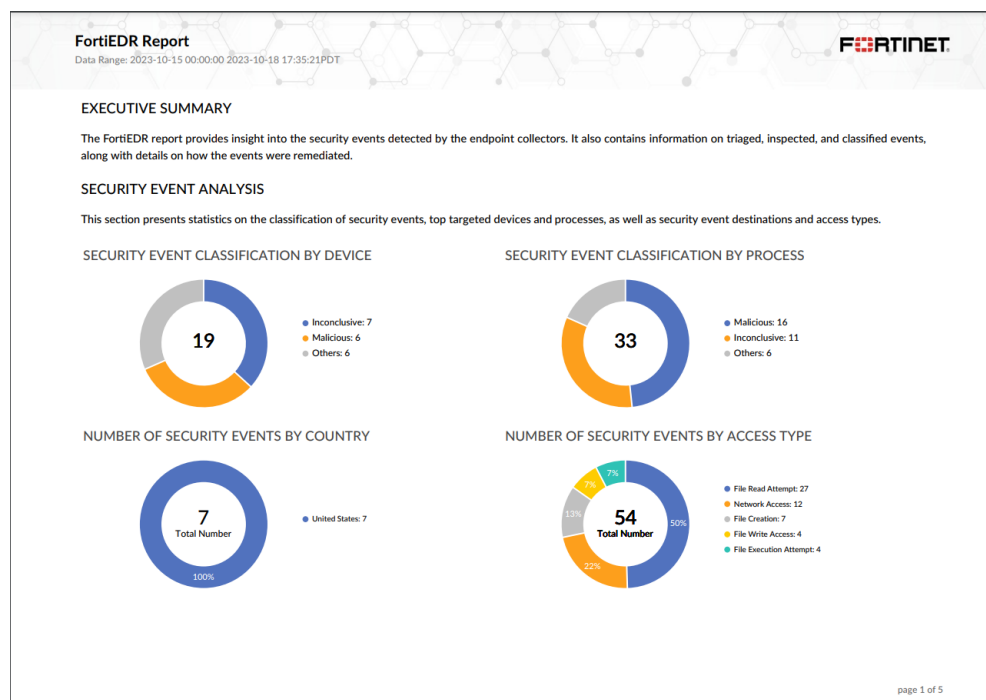 FortiEDR Report
Data Range: 2023-10-15 00:00:00 2023-10-18 17:35:21PDT
FORTINET
EXECUTIVE SUMMARY
The FortiEDR report provides insight into the security events detected by the endpoint collectors. It also contains information on triaged, inspected, and classified events,
along with details on how the events were remediated.
SECURITY EVENT ANALYSIS
This section presents statistics on the classification of security events, top targeted devices and processes, as well as security event destinations and access types.
SECURITY EVENT CLASSIFICATION BY DEVICE
19
Inconclusive: 7
Malicious: 6
Others: 6
SECURITY EVENT CLASSIFICATION BY PROCESS
33
Malicious: 16
Inconclusive: 11
Others: 6
NUMBER OF SECURITY EVENTS BY COUNTRY
7
Total Number
100%
United States: 7
NUMBER OF SECURITY EVENTS BY ACCESS TYPE
7%
7%
13%
54
Total Number
50%
22%
File Read Attempt: 27
Network Access: 12
File Creation: 7
File Write Access: 4
File Execution Attempt: 4
page 1 of 5